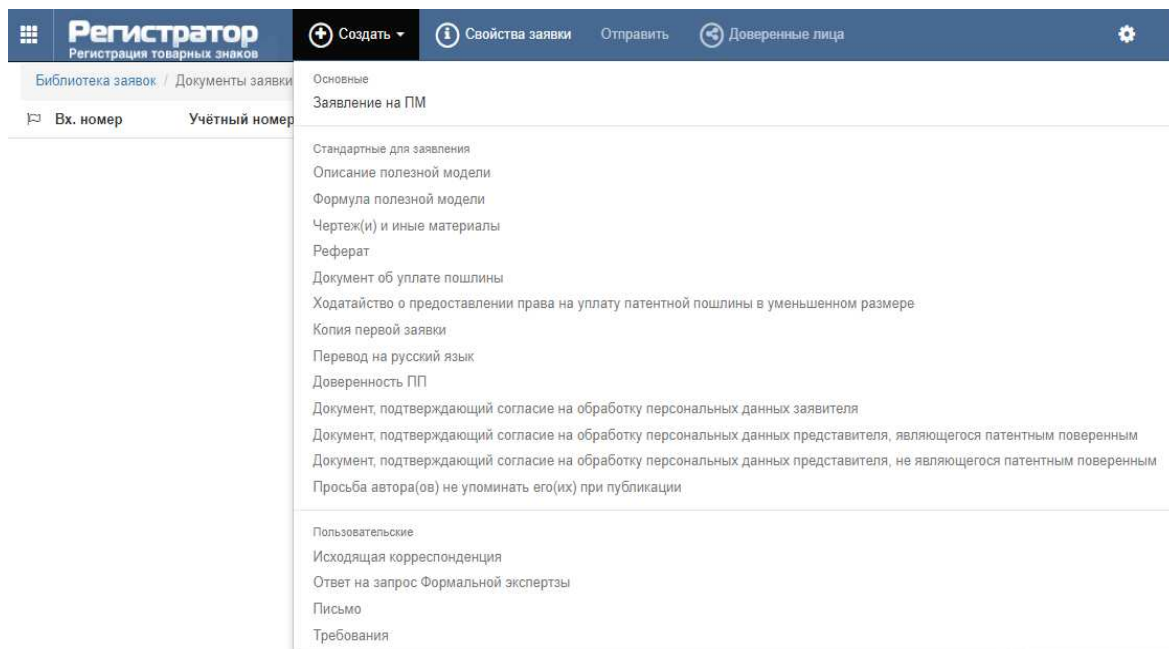 Регистратор
Регистрация товарных знаков
Создать
Свойства заявки
Отправить
Доверенные лица
Библиотека заявок / Документы заявки
Вх. номер
Учётный номер
Основные
Заявление на ПМ
Стандартные для заявления
Описание полезной модели
Формула полезной модели
Чертеж(и) и иные материалы
Реферат
Документ об уплате пошлины
Ходатайство о предоставлении права на уплату патентной пошлины в уменьшенном размере
Копия первой заявки
Перевод на русский язык
Доверенность ПП
Документ, подтверждающий согласие на обработку персональных данных заявителя
Документ, подтверждающий согласие на обработку персональных данных представителя, являющегося патентным поверенным
Документ, подтверждающий согласие на обработку персональных данных представителя, не являющегося патентным поверенным
Просьба автора(ов) не упоминать его(их) при публикации
Пользовательские
Исходящая корреспонденция
Ответ на запрос Формальной экспертзы
Письмо
Требования